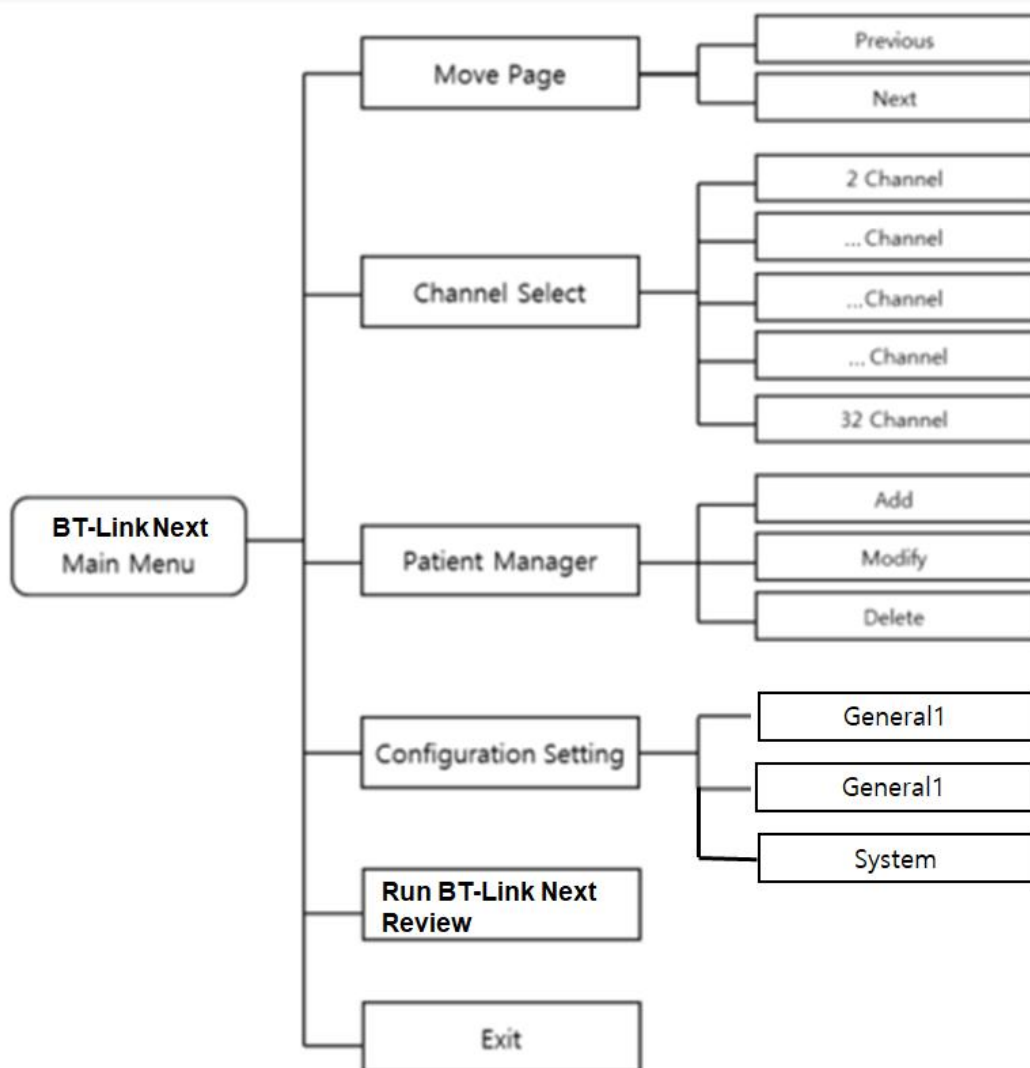 BT-Link Next
Main Menu
Move Page
Previous
Next
Channel Select
2 Channel
...Channel
...Channel
... Channel
32 Channel
Patient Manager
Add
Modify
Delete
Configuration Setting
General1
General1
System
Run BT-Link Next
Review
Exit